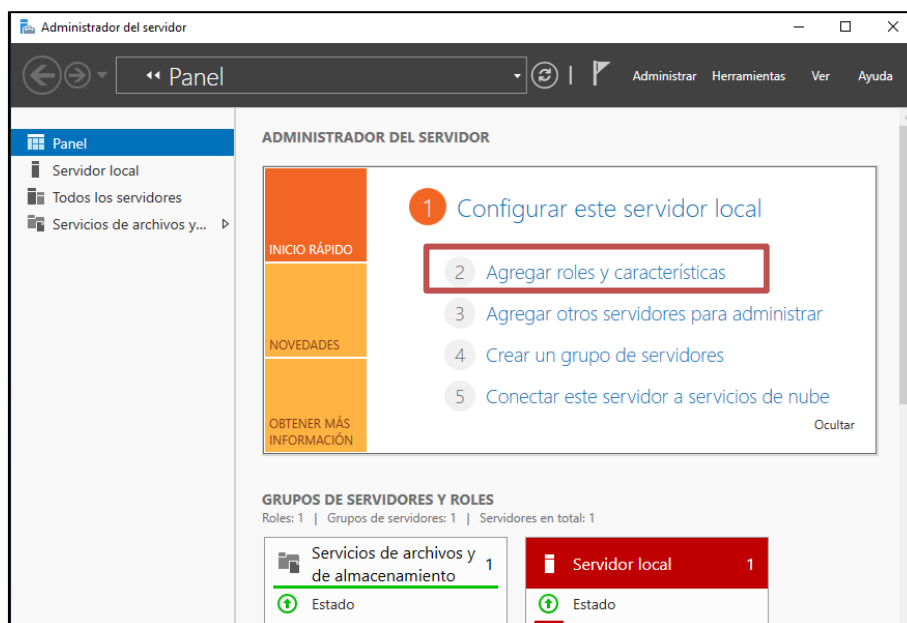 Administrador del servidor
Panel
Administrar Herramientas Ver Ayuda
Panel
Servidor local
Todos los servidores
Servicios de archivos y...
ADMINISTRADOR DEL SERVIDOR
INICIO RÁPIDO
NOVEDADES
OBTENER MÁS
INFORMACIÓN
1 Configurar este servidor local
2 Agregar roles y características
3 Agregar otros servidores para administrar
4 Crear un grupo de servidores
5 Conectar este servidor a servicios de nube
Ocultar
GRUPOS DE SERVIDORES Y ROLES
Roles: 1 | Grupos de servidores: 1 | Servidores en total: 1
Servicios de archivos y
de almacenamiento
1
Estado
Servidor local 1
Estado